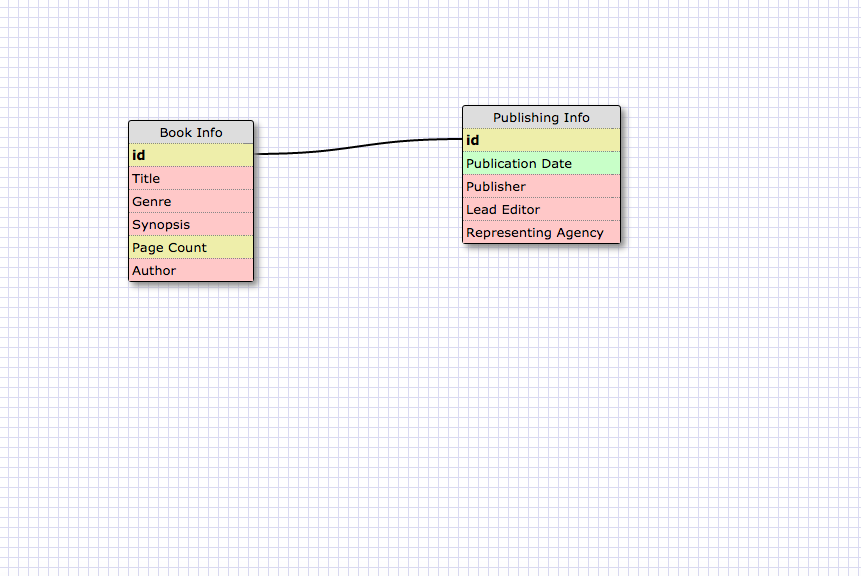 Book Info
id
Title
Genre
Synopsis
Page Count
Author
Publishing Info
id
Publication Date
Publisher
Lead Editor
Representing Agency